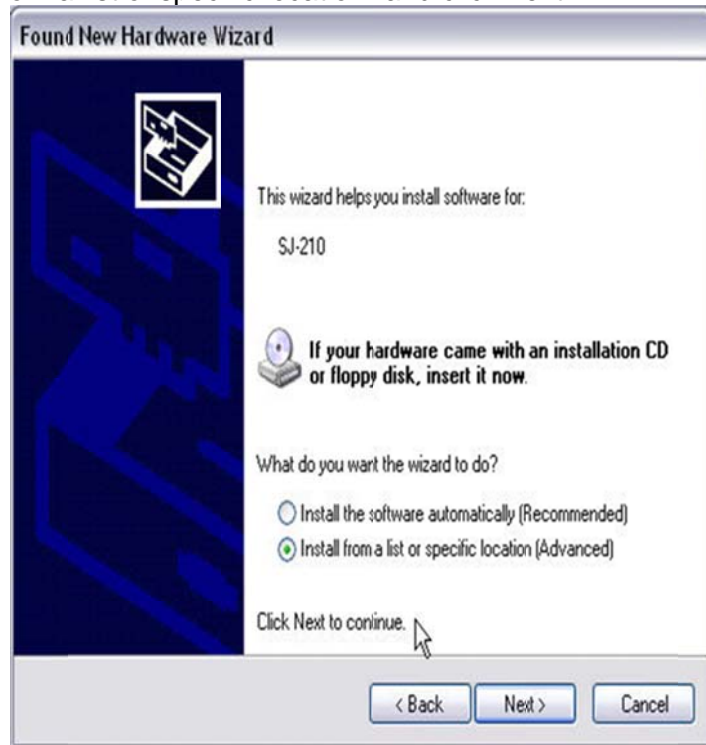 Found New Hardware Wizard
This wizard helps you install software for:
SJ-210
If your hardware came with an installation CD
or floppy disk, insert it now.
What do you want the wizard to do?
Install the software automatically (Recommended)
Install from a list or specific location (Advanced)
Click Next to continue.
< Back
Next >
Cancel